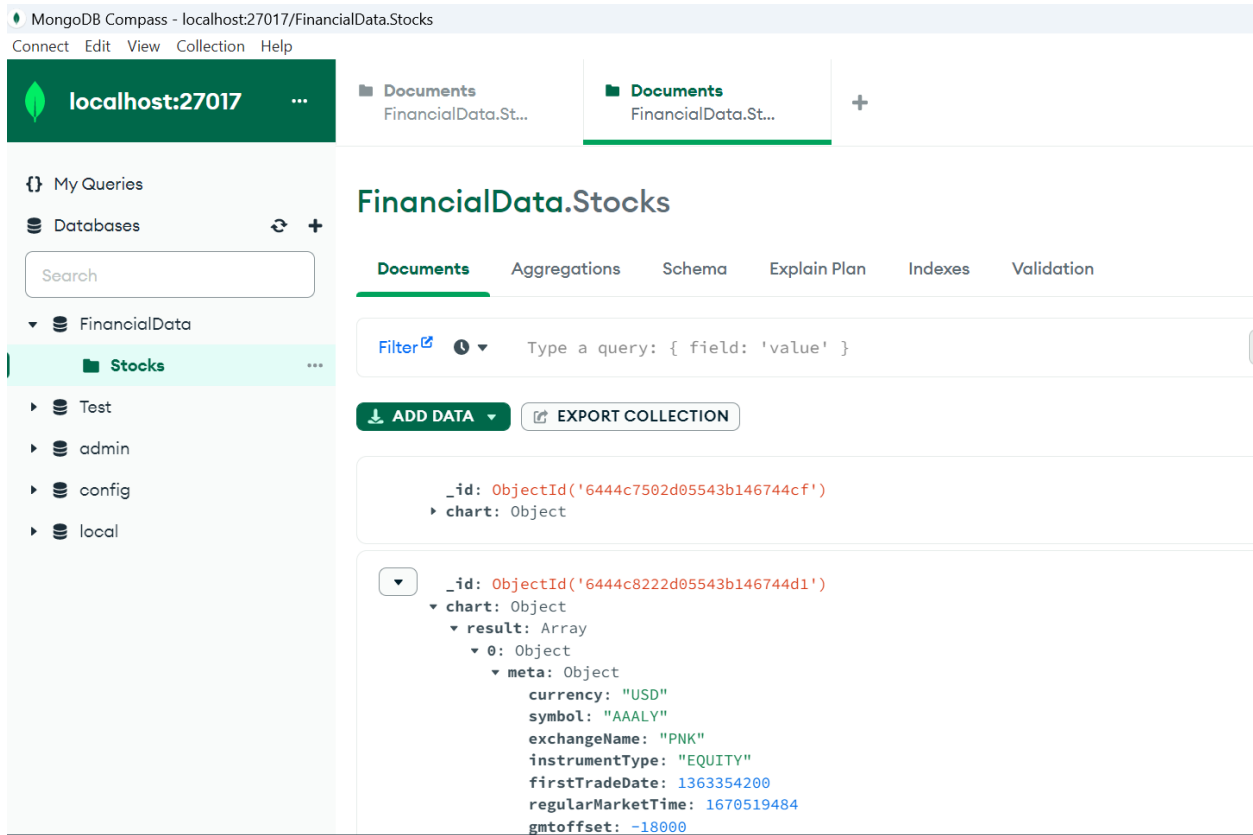 MongoDB Compass - localhost:27017/FinancialData.Stocks
Connect Edit View Collection Help
localhost:27017 ...
Documents
FinancialData.St...
Documents
FinancialData.St...
+
{} My Queries
Databases
Search
FinancialData
Stocks ...
Test
admin
config
local
FinancialData.Stocks
Documents Aggregations Schema Explain Plan Indexes Validation
Filter Type a query: { field: 'value' }
ADD DATA EXPORT COLLECTION
_id: ObjectId('6444c7502d05543b146744cf')
chart: Object
_id: ObjectId('6444c8222d05543b146744d1')
chart: Object
result: Array
0: Object
meta: Object
currency: "USD"
symbol: "AAALY"
exchangeName: "PNK"
instrumentType: "EQUITY"
firstTradeDate: 1363354200
regularMarketTime: 1670519484
gmtoffset: -18000